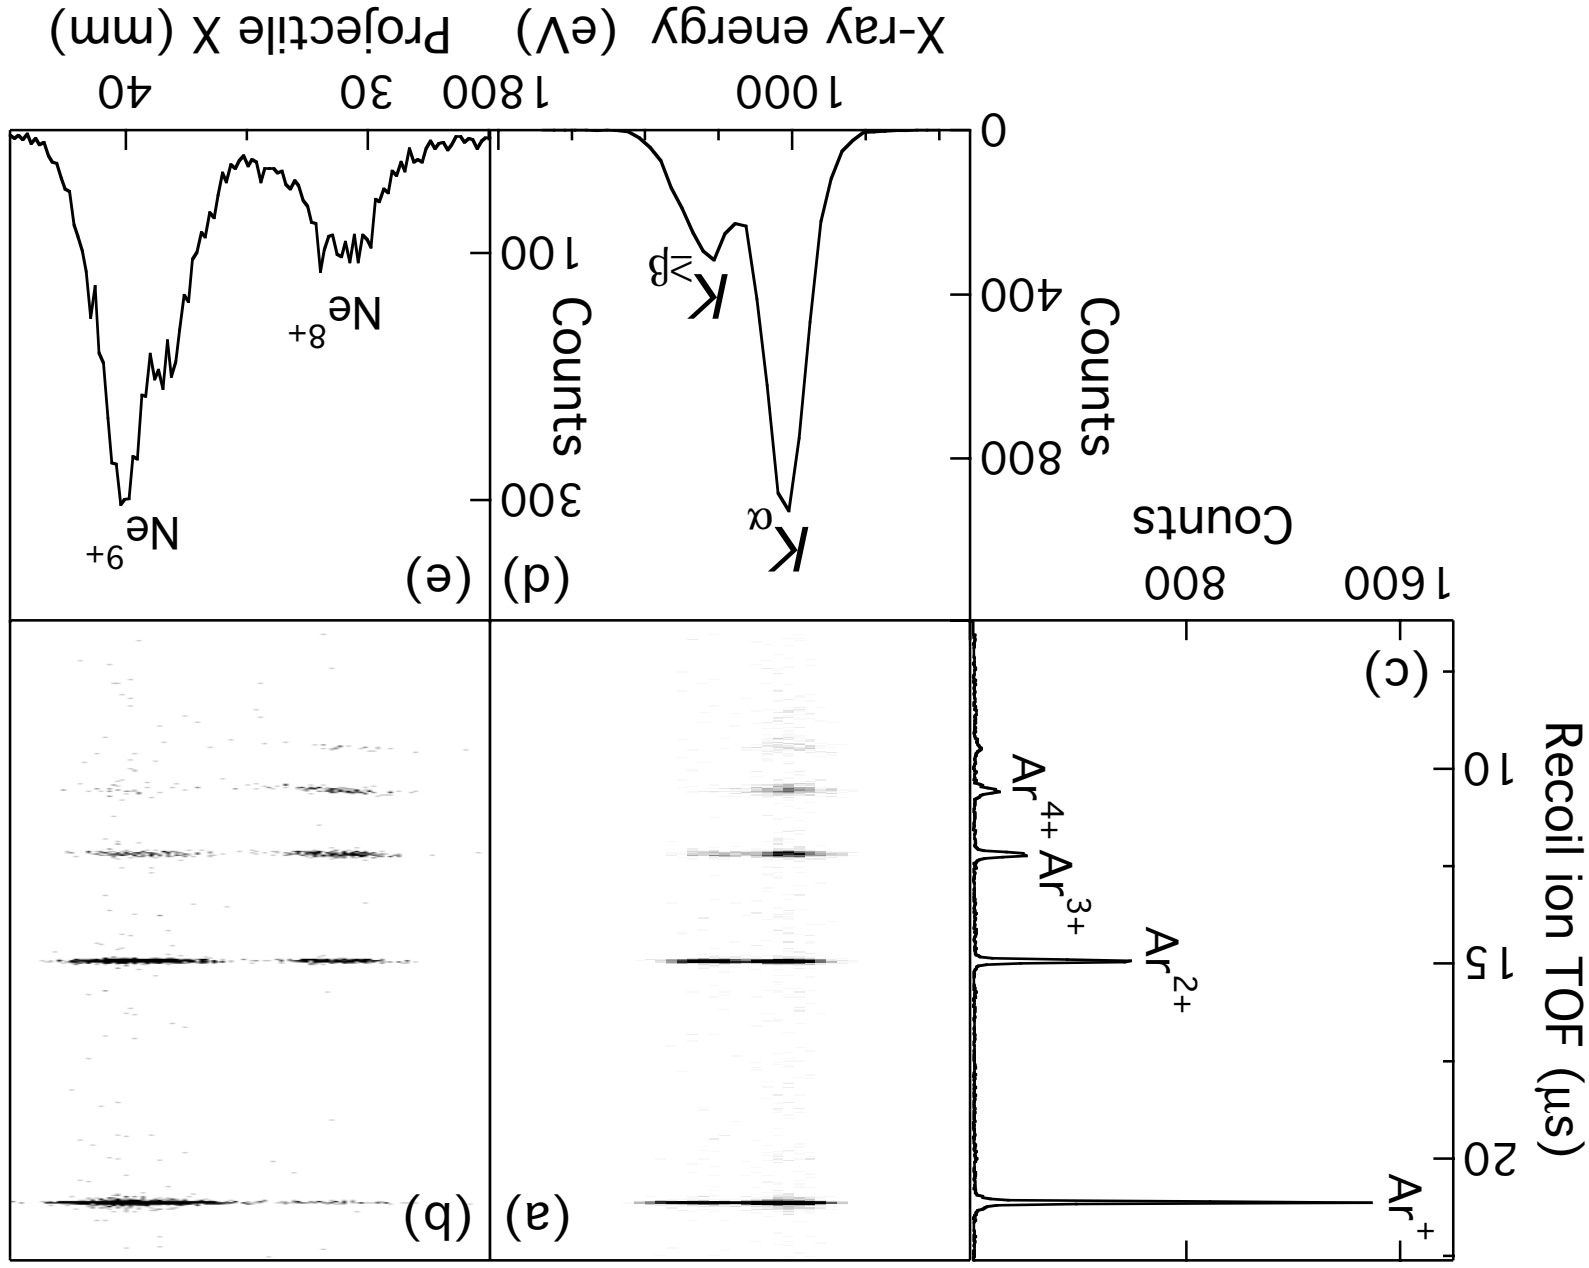 Recoil ion TOF (μs)
20
15
10
Ar⁺
Ar²⁺
Ar³⁺
Ar⁴⁺
(c)
(a)
(b)
1600
800
Counts
(d)
(e)
Kα
K≥β
Counts
800
400
0
Ne⁸⁺
Ne⁹⁺
Counts
300
100
1000
1800
X-ray energy (eV)
30
40
Projectile X (mm)